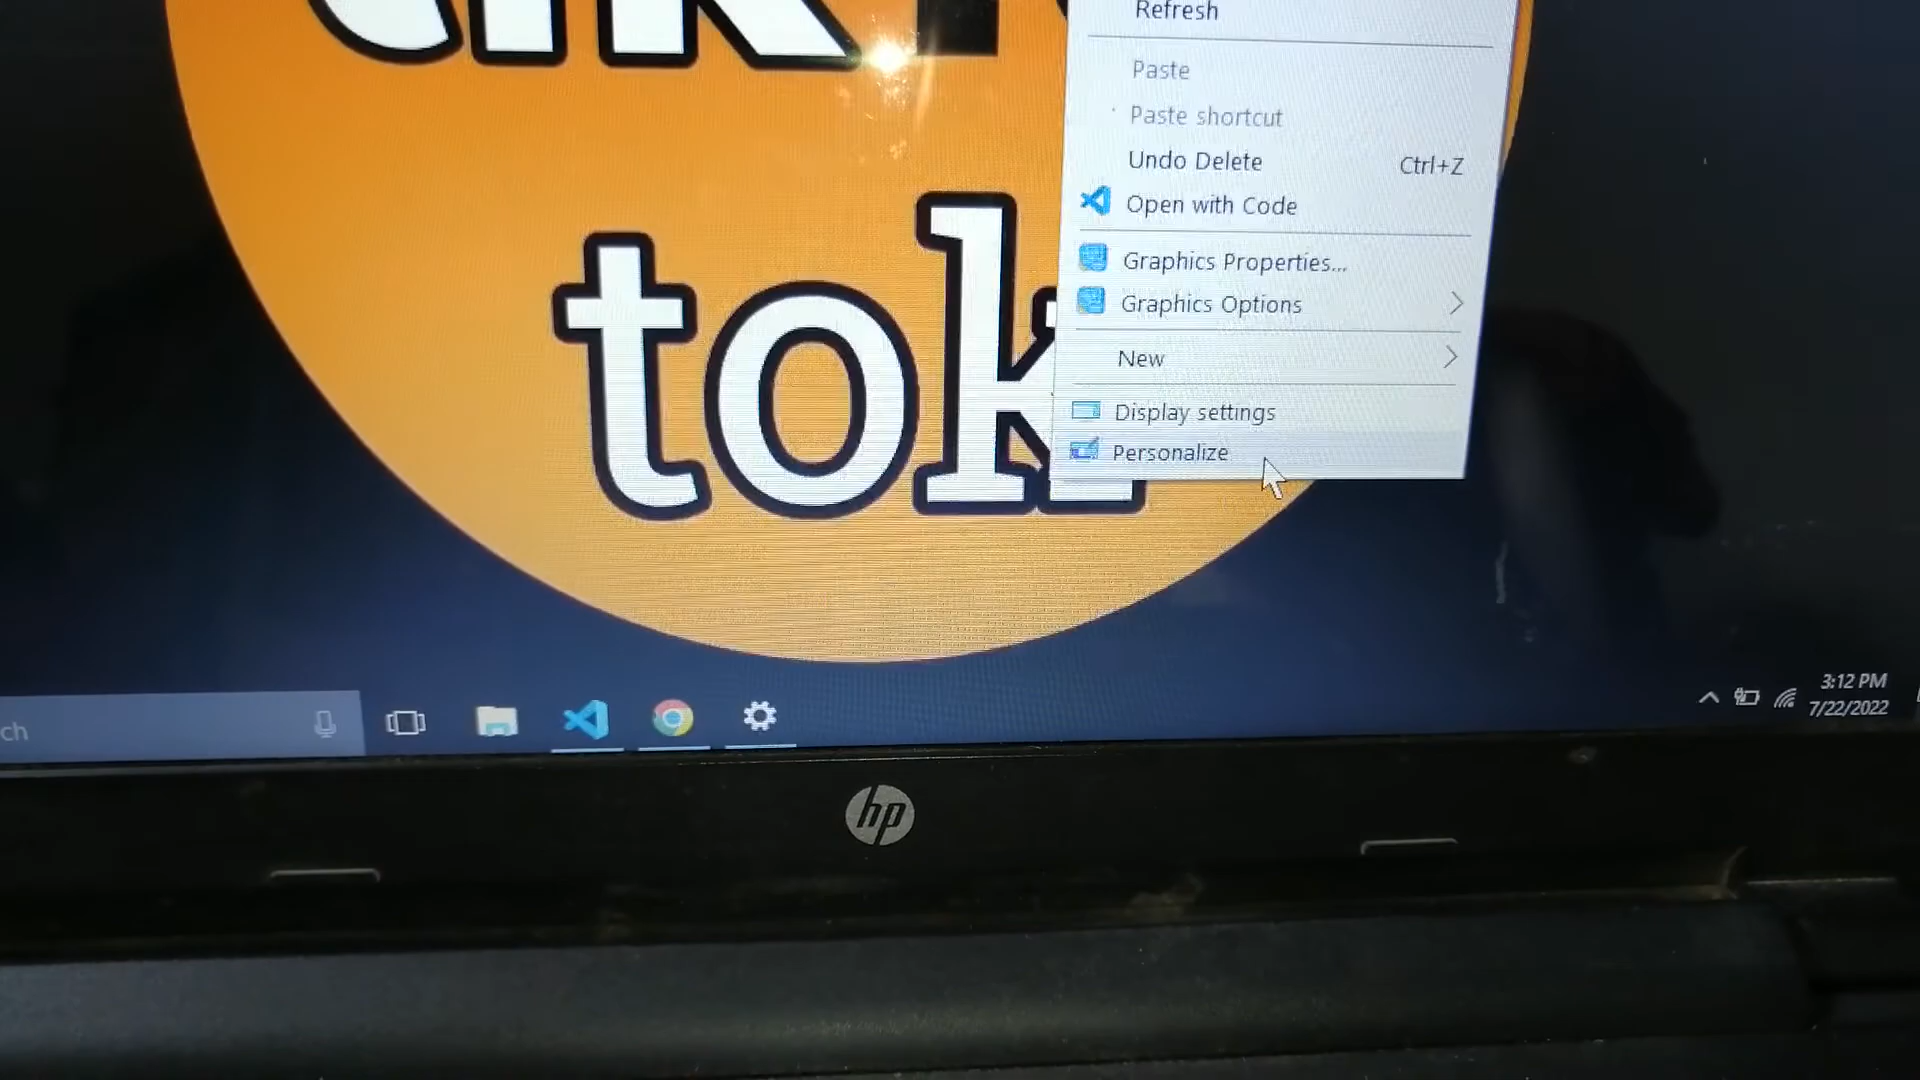 Refresh
Paste
Paste shortcut
Undo Delete Ctrl+Z
Open with Code
Graphics Properties...
Graphics Options
New
Display settings
Personalize
tok
ch
3:12 PM
7/22/2022
hp